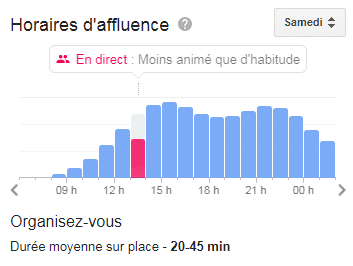 Horaires d'affluence ?
Samedi
En direct : Moins animé que d'habitude
09 h 12 h 15 h 18 h 21 h 00 h
Organisez-vous
Durée moyenne sur place - 20-45 min